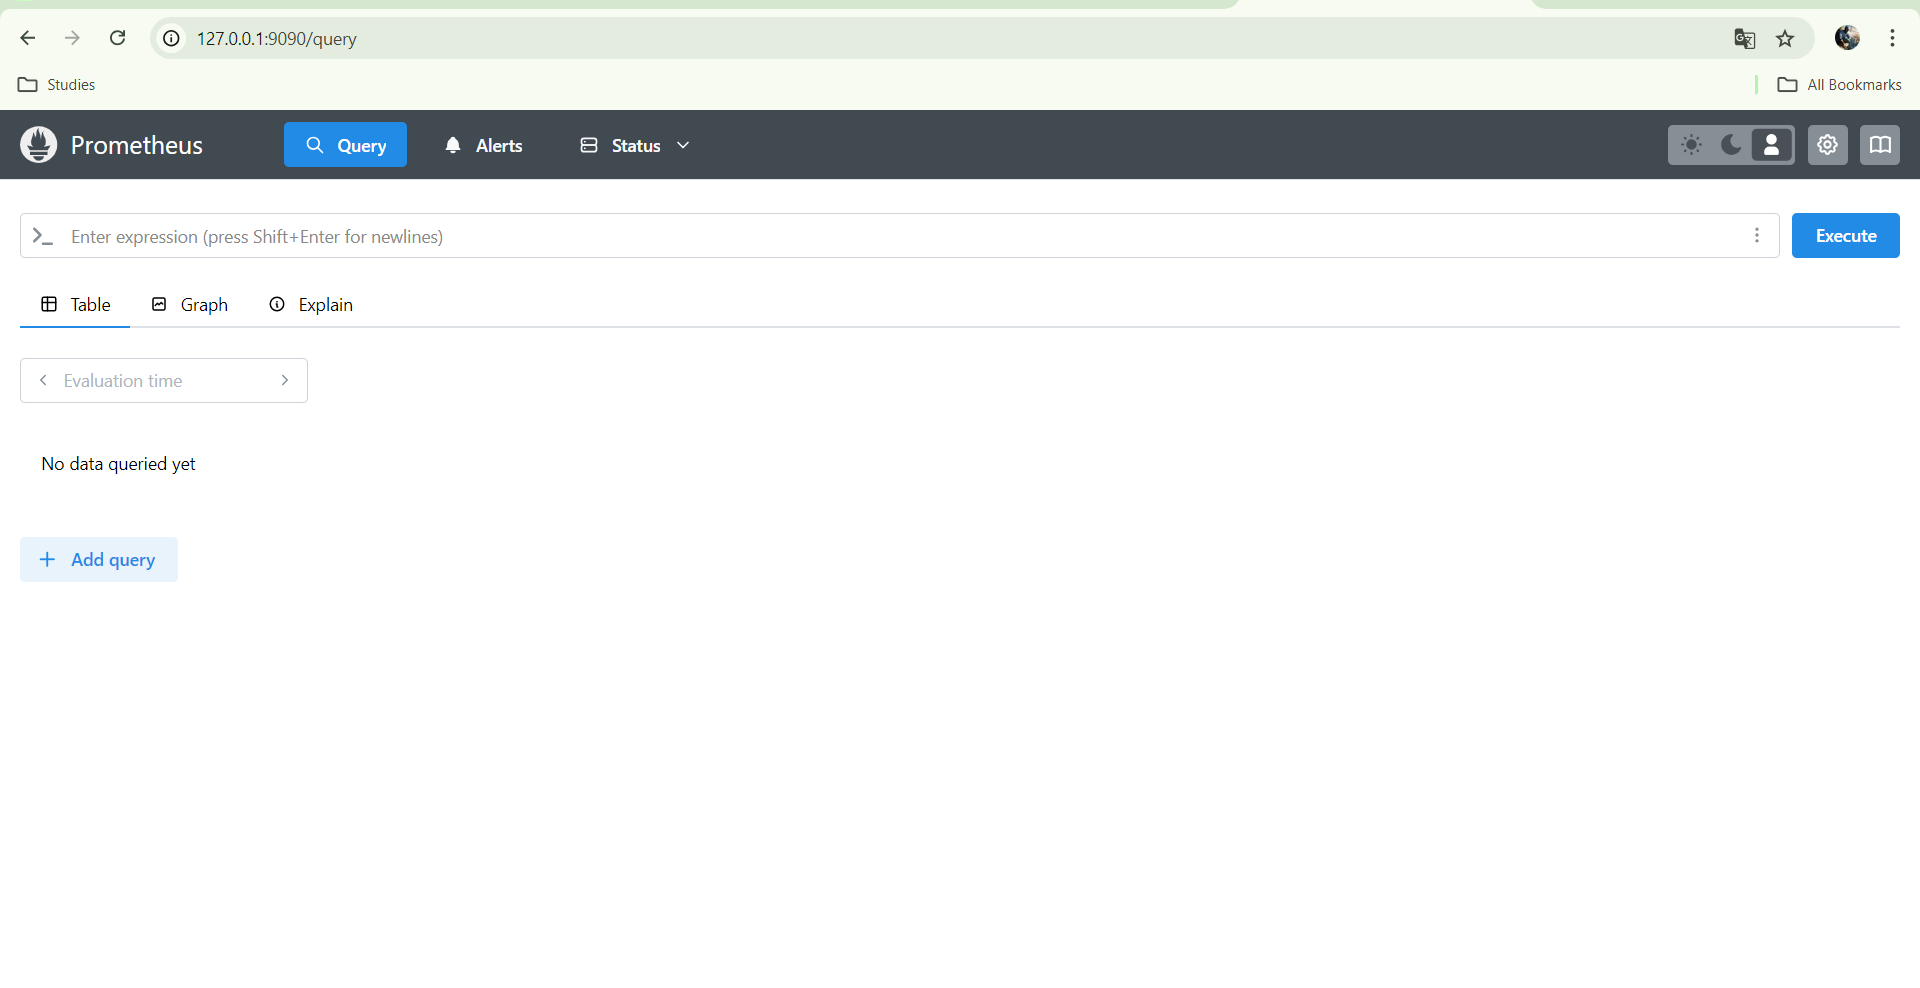 127.0.0.1:9090/query
Studies
All Bookmarks
Prometheus
Query
Alerts
Status
Enter expression (press Shift+Enter for newlines)
Execute
Table
Graph
Explain
Evaluation time
No data queried yet
Add query